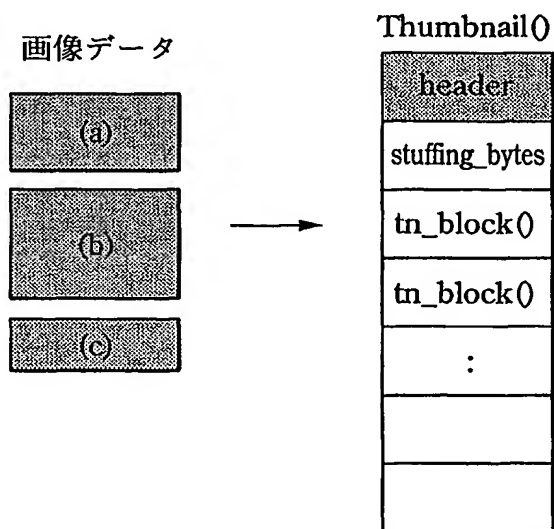 画像データ
(a)
(b)
(c)
Thumbnail()
header
stuffing_bytes
tn_block()
tn_block()
: